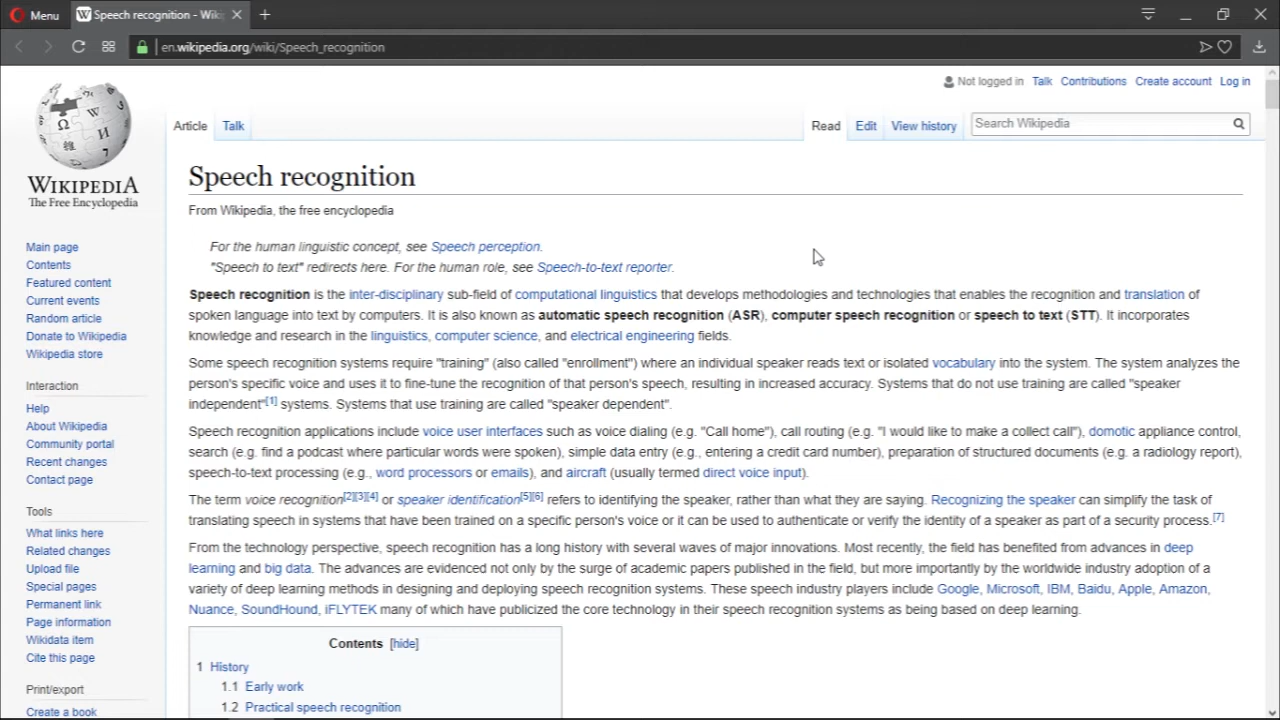 Menu
Speech recognition - Wiki
en.wikipedia.org/wiki/Speech_recognition
Not logged in Talk Contributions Create account Log in
Article Talk
Read Edit View history
Search Wikipedia
WIKIPEDIA
The Free Encyclopedia
Main page
Contents
Featured content
Current events
Random article
Donate to Wikipedia
Wikipedia store
Interaction
Help
About Wikipedia
Community portal
Recent changes
Contact page
Tools
What links here
Related changes
Upload file
Special pages
Permanent link
Page information
Wikidata item
Cite this page
Print/export
Create a book
Speech recognition
From Wikipedia, the free encyclopedia
For the human linguistic concept, see Speech perception.
"Speech to text" redirects here. For the human role, see Speech-to-text reporter.
Speech recognition is the inter-disciplinary sub-field of computational linguistics that develops methodologies and technologies that enables the recognition and translation of
spoken language into text by computers. It is also known as automatic speech recognition (ASR), computer speech recognition or speech to text (STT). It incorporates
knowledge and research in the linguistics, computer science, and electrical engineering fields.
Some speech recognition systems require "training" (also called "enrollment") where an individual speaker reads text or isolated vocabulary into the system. The system analyzes the
person's specific voice and uses it to fine-tune the recognition of that person's speech, resulting in increased accuracy. Systems that do not use training are called "speaker
independent"[1] systems. Systems that use training are called "speaker dependent".
Speech recognition applications include voice user interfaces such as voice dialing (e.g. "Call home"), call routing (e.g. "I would like to make a collect call"), domotic appliance control,
search (e.g. find a podcast where particular words were spoken), simple data entry (e.g., entering a credit card number), preparation of structured documents (e.g. a radiology report),
speech-to-text processing (e.g., word processors or emails), and aircraft (usually termed direct voice input).
The term voice recognition[2][3][4] or speaker identification[5][6] refers to identifying the speaker, rather than what they are saying. Recognizing the speaker can simplify the task of
translating speech in systems that have been trained on a specific person's voice or it can be used to authenticate or verify the identity of a speaker as part of a security process.[7]
From the technology perspective, speech recognition has a long history with several waves of major innovations. Most recently, the field has benefited from advances in deep
learning and big data. The advances are evidenced not only by the surge of academic papers published in the field, but more importantly by the worldwide industry adoption of a
variety of deep learning methods in designing and deploying speech recognition systems. These speech industry players include Google, Microsoft, IBM, Baidu, Apple, Amazon,
Nuance, SoundHound, iFLYTEK many of which have publicized the core technology in their speech recognition systems as being based on deep learning.
Contents [hide]
1 History
1.1 Early work
1.2 Practical speech recognition